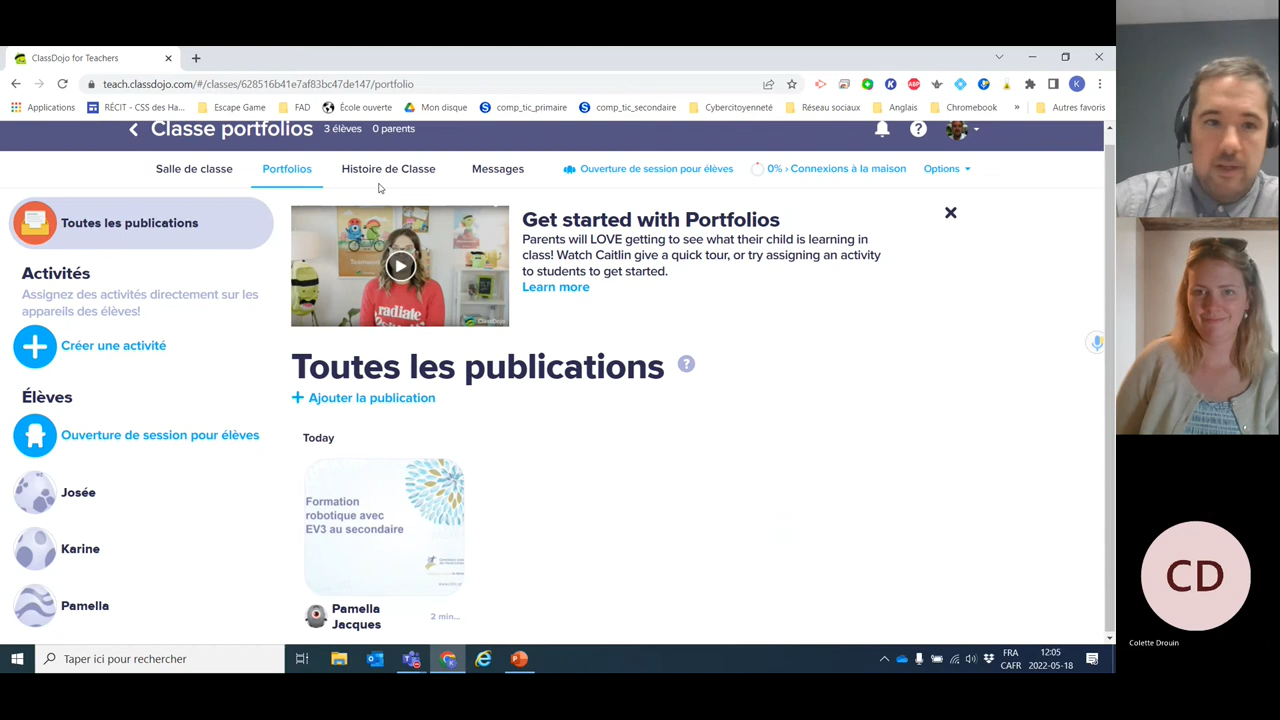 ClassDojo for Teachers
teach.classdojo.com/#/classes/628516b41e7af83bc47de147/portfolio
Applications
RÉCIT - CSS des Ha...
Escape Game
FAD
École ouverte
Mon disque
comp_tic_primaire
comp_tic_secondaire
Cybercitoyenneté
Réseau sociaux
Anglais
Chromebook
»
Autres favoris
K
ABP
Classe portfolios
3 élèves
0 parents
Salle de classe
Portfolios
Histoire de Classe
Messages
Ouverture de session pour élèves
0% › Connexions à la maison
Options
Toutes les publications
Activités
Assignez des activités directement sur les
appareils des élèves!
Créer une activité
Élèves
Ouverture de session pour élèves
Josée
Karine
Pamella
radiate
ClassDojo
Get started with Portfolios
Parents will LOVE getting to see what their child is learning in
class! Watch Caitlin give a quick tour, or try assigning an activity
to students to get started.
Learn more
Toutes les publications
?
+ Ajouter la publication
Today
Formation
robotique avec
EV3 au secondaire
Pamella
Jacques
2 min...
CD
Colette Drouin
Taper ici pour rechercher
FRA
CAFR
12:05
2022-05-18